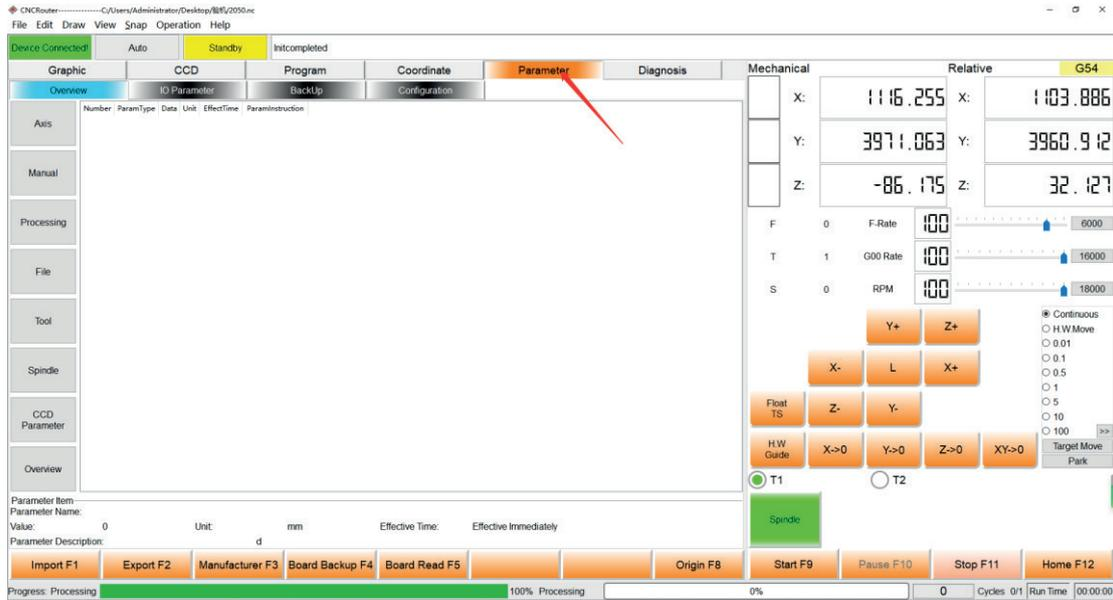 CNCRouter---------------C:/Users/Administrator/Desktop/验机/2050.nc
File Edit Draw View Snap Operation Help
Device Connected! Auto Standby Initcompleted
Graphic CCD Program Coordinate Parameter Diagnosis Mechanical Relative G54
Overview IO Parameter BackUp Configuration
Number ParamType Data Unit EffectTime ParamInstruction
X: 1116.255 X: 1103.886
Axis
Y: 3971.063 Y: 3960.912
Manual
Z: -86.175 Z: 32.127
Processing
F 0 F-Rate 100 6000
T 1 G00 Rate 100 16000
File
S 0 RPM 100 18000
Tool
Y+ Z+
Continuous
H.W.Move
0.01
0.1
0.5
1
5
10
100 >>
Spindle
X- L X+
CCD
Parameter
Float
TS
Z- Y-
H.W
Guide
X->0 Y->0 Z->0 XY->0
Target Move
Park
Overview
T1 T2
Spindle
Parameter Item
Parameter Name:
Value: 0 Unit: mm Effective Time: Effective Immediately
Parameter Description: d
Import F1 Export F2 Manufacturer F3 Board Backup F4 Board Read F5 Origin F8 Start F9 Pause F10 Stop F11 Home F12
Progress: Processing 100% Processing 0% 0 Cycles 0/1 Run Time 00:00:00